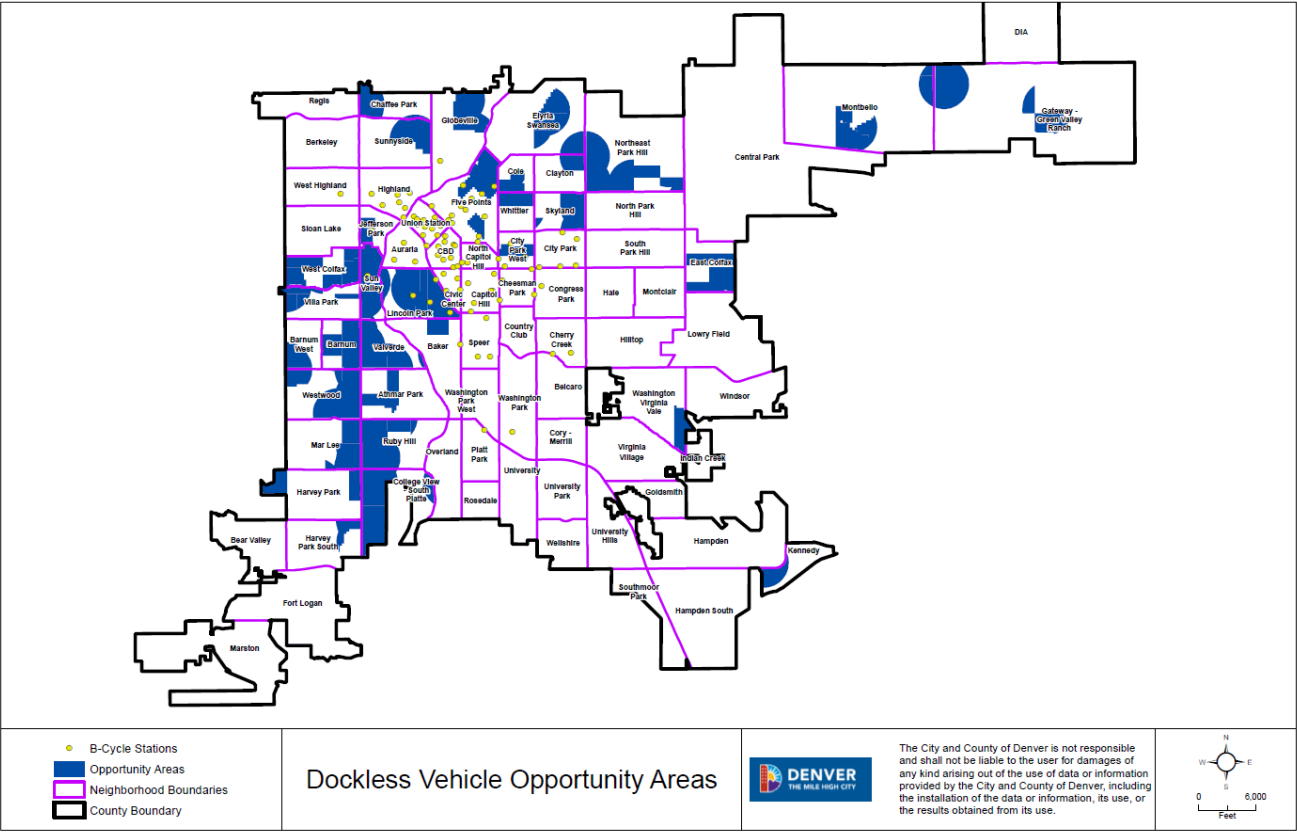 DIA
Regis
Chaffee Park
Globeville
Elyria
Swansea
Montbello
Gateway -
Green Valley
Ranch
Berkeley
Sunnyside
Northeast
Park Hill
Central Park
West Highland
Highland
Cole
Clayton
Five Points
Whittier
Skyland
North Park
Hill
Sloan Lake
Jefferson
Park
Union Station
Auraria
CBD
North
Capitol
Hill
City
Park
West
City Park
South
Park Hill
West Colfax
Sun
Valley
East Colfax
Villa Park
Lincoln Park
Civic
Center
Capitol
Hill
Cheesman
Park
Congress
Park
Hale
Montclair
Barnum
West
Barnum
Valverde
Baker
Speer
Country
Club
Cherry
Creek
Hilltop
Lowry Field
Westwood
Athmar Park
Washington
Park
West
Washington
Park
Belcaro
Washington
Virginia
Vale
Windsor
Mar Lee
Ruby Hill
Overland
Platt
Park
Cory -
Merrill
Virginia
Village
Indian Creek
Harvey Park
College View
South
Platte
Rosedale
University
University
Park
Goldsmith
Bear Valley
Harvey
Park South
Wellshire
University
Hills
Hampden
Kennedy
Fort Logan
Southmoor
Park
Hampden South
Marston
B-Cycle Stations
Opportunity Areas
Neighborhood Boundaries
County Boundary
Dockless Vehicle Opportunity Areas
DENVER
THE MILE HIGH CITY
The City and County of Denver is not responsible
and shall not be liable to the user for damages of
any kind arising out of the use of data or information
provided by the City and County of Denver, including
the installation of the data or information, its use, or
the results obtained from its use.
N
W
E
S
0 6,000
Feet